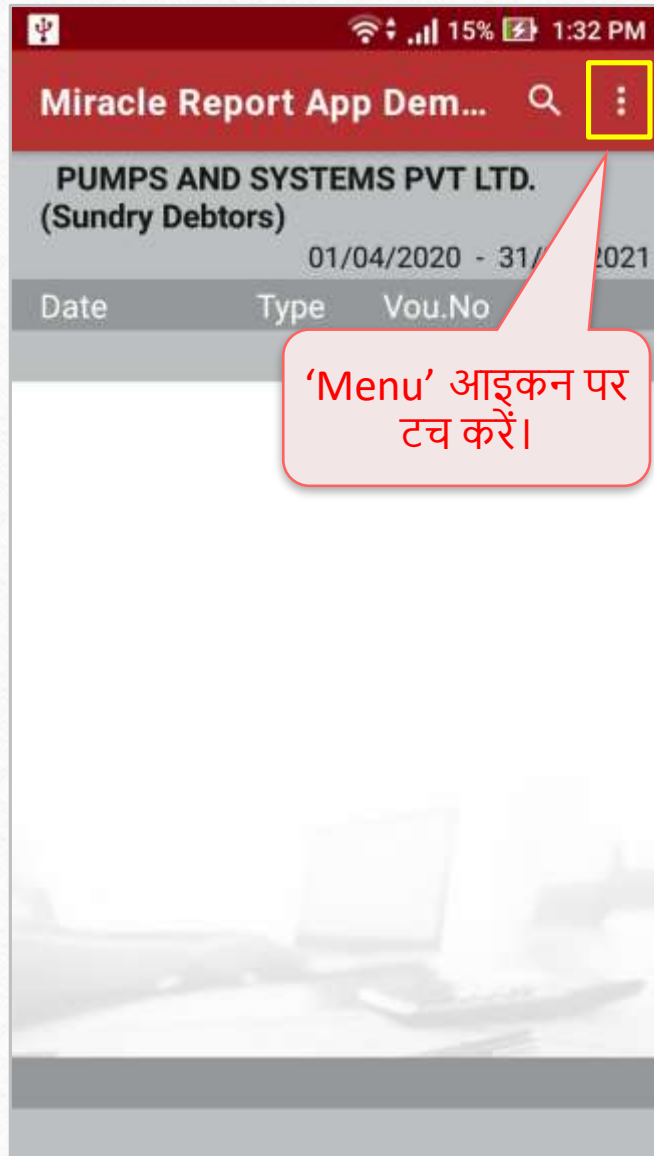 15% 1:32 PM
Miracle Report App Dem...
PUMPS AND SYSTEMS PVT LTD.
(Sundry Debtors)
01/04/2020 - 31/ 2021
Date Type Vou.No
‘Menu’ आइकन पर
टच करें।